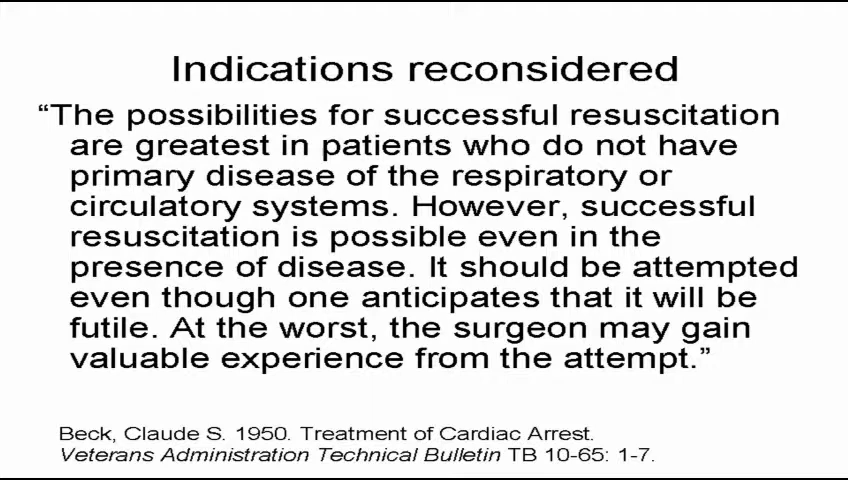 Indications reconsidered
“The possibilities for successful resuscitation
are greatest in patients who do not have
primary disease of the respiratory or
circulatory systems. However, successful
resuscitation is possible even in the
presence of disease. It should be attempted
even though one anticipates that it will be
futile. At the worst, the surgeon may gain
valuable experience from the attempt.”
Beck, Claude S. 1950. Treatment of Cardiac Arrest.
Veterans Administration Technical Bulletin TB 10-65: 1-7.